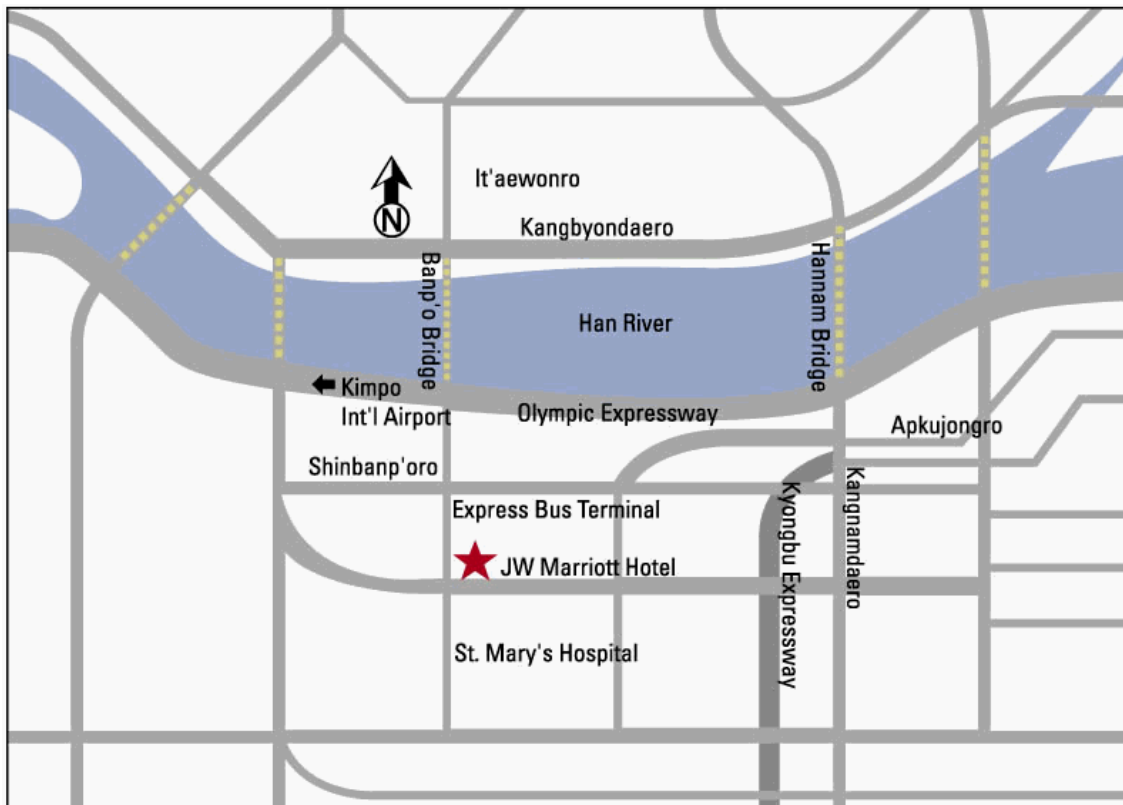 It'aewonro
N
Kangbyondaero
Banp'o Bridge
Hannam Bridge
Han River
Kimpo
Int'l Airport
Olympic Expressway
Apkujongro
Shinbanp'oro
Express Bus Terminal
Kyongbu Expressway
Kangnamdaero
JW Marriott Hotel
St. Mary's Hospital